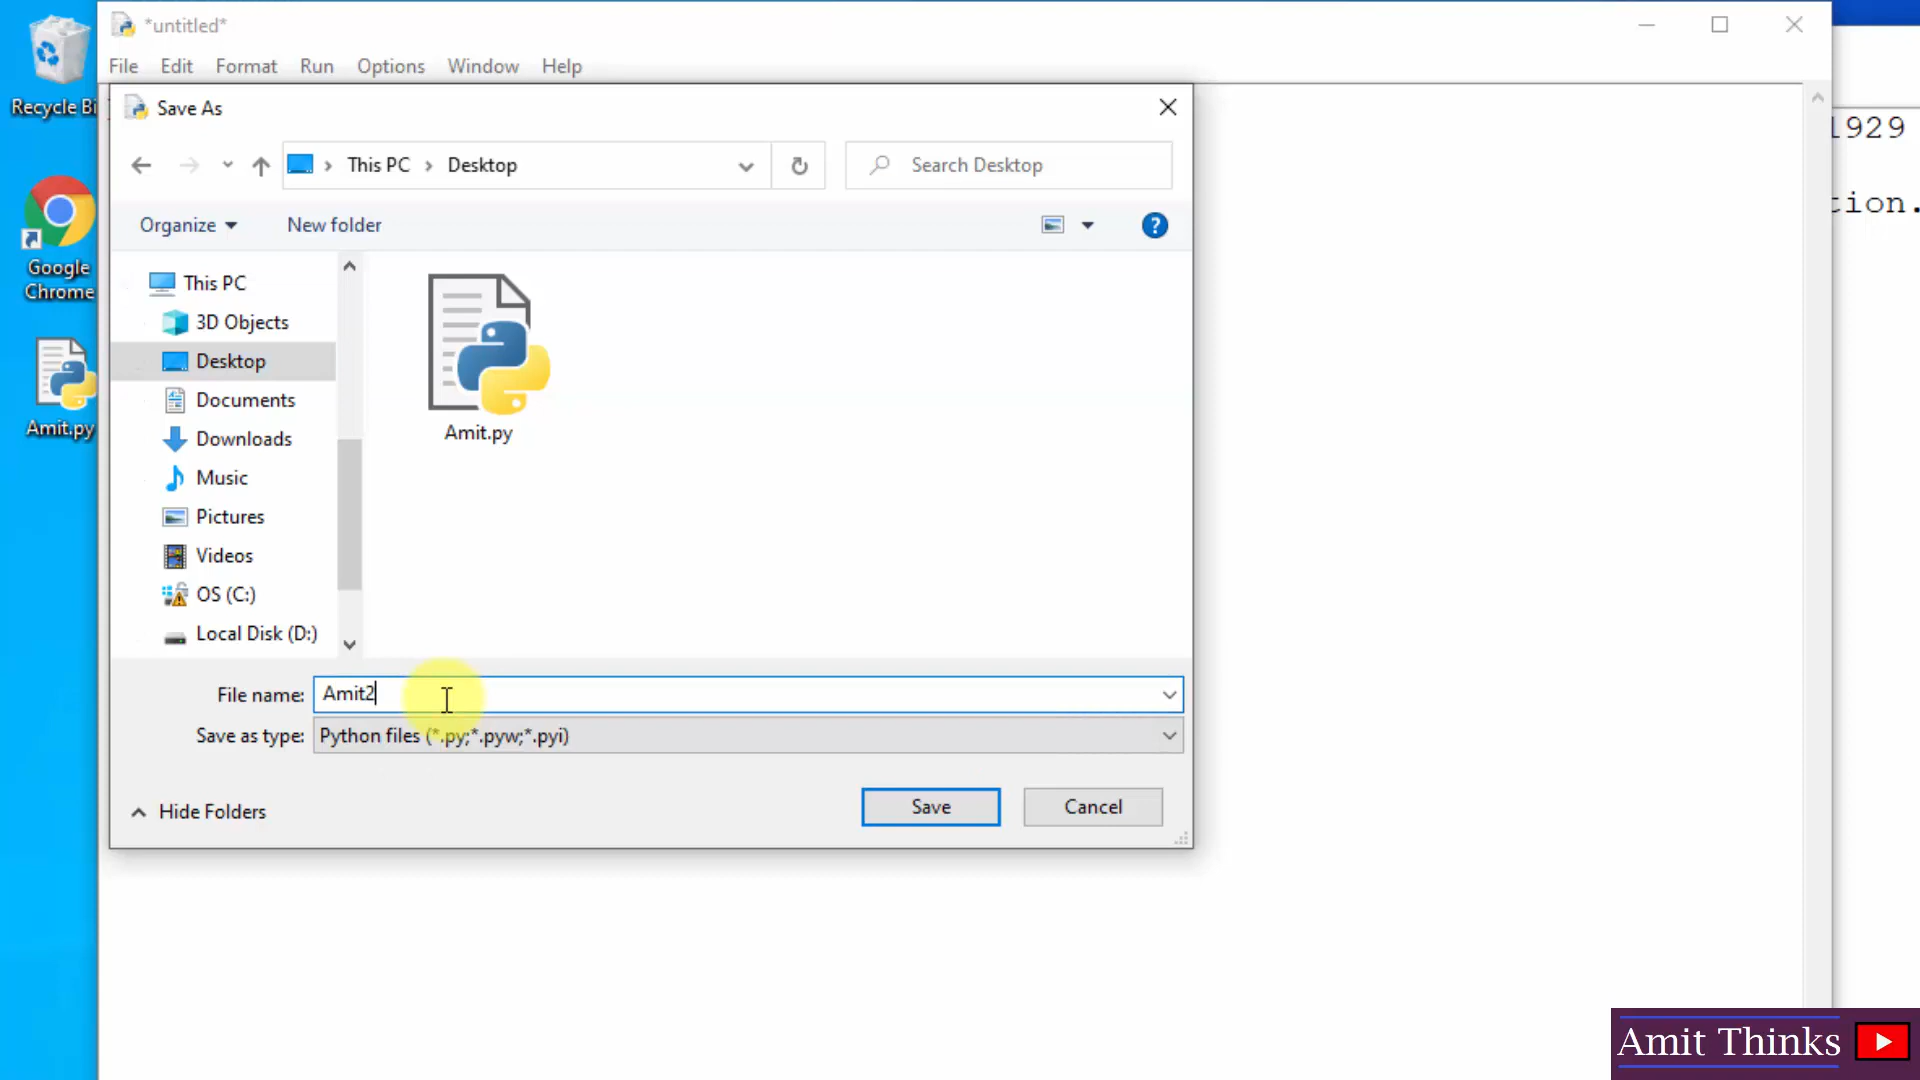 *untitled*
File Edit Format Run Options Window Help
Recycle Bi
Save As
1929
This PC Desktop
Search Desktop
tion.
Organize New folder
?
Google
Chrome
This PC
3D Objects
Desktop
Documents
Downloads
Music
Pictures
Videos
OS (C:)
Local Disk (D:)
Amit.py
Amit.py
File name: Amit2
Save as type: Python files (*.py;*.pyw;*.pyi)
Hide Folders
Save Cancel
Amit Thinks